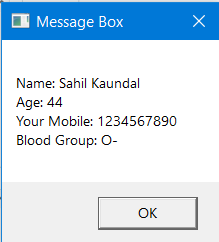 Message Box
Name: Sahil Kaundal
Age: 44
Your Mobile: 1234567890
Blood Group: O-
OK